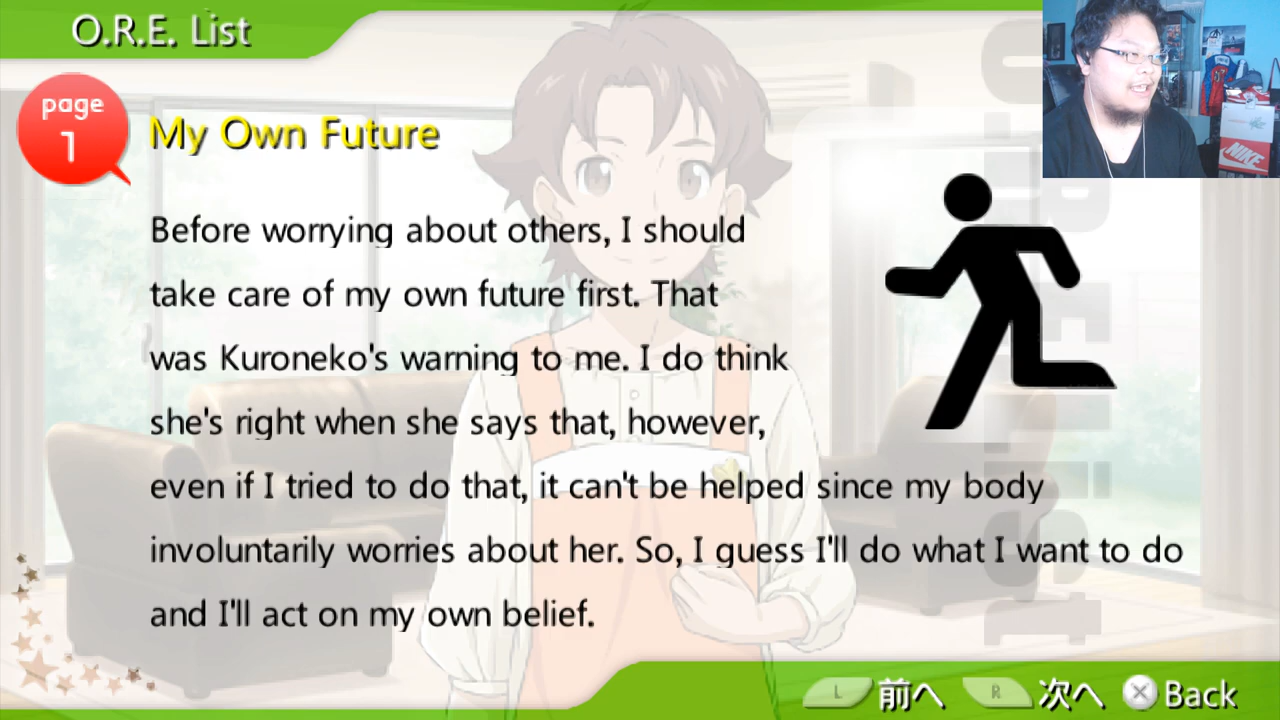 O.R.E. List
page
1
My Own Future
Before worrying about others, I should
take care of my own future first. That
was Kuroneko's warning to me. I do think
she's right when she says that, however,
even if I tried to do that, it can't be helped since my body
involuntarily worries about her. So, I guess I'll do what I want to do
and I'll act on my own belief.
NIKE
L 前へ R 次へ X Back